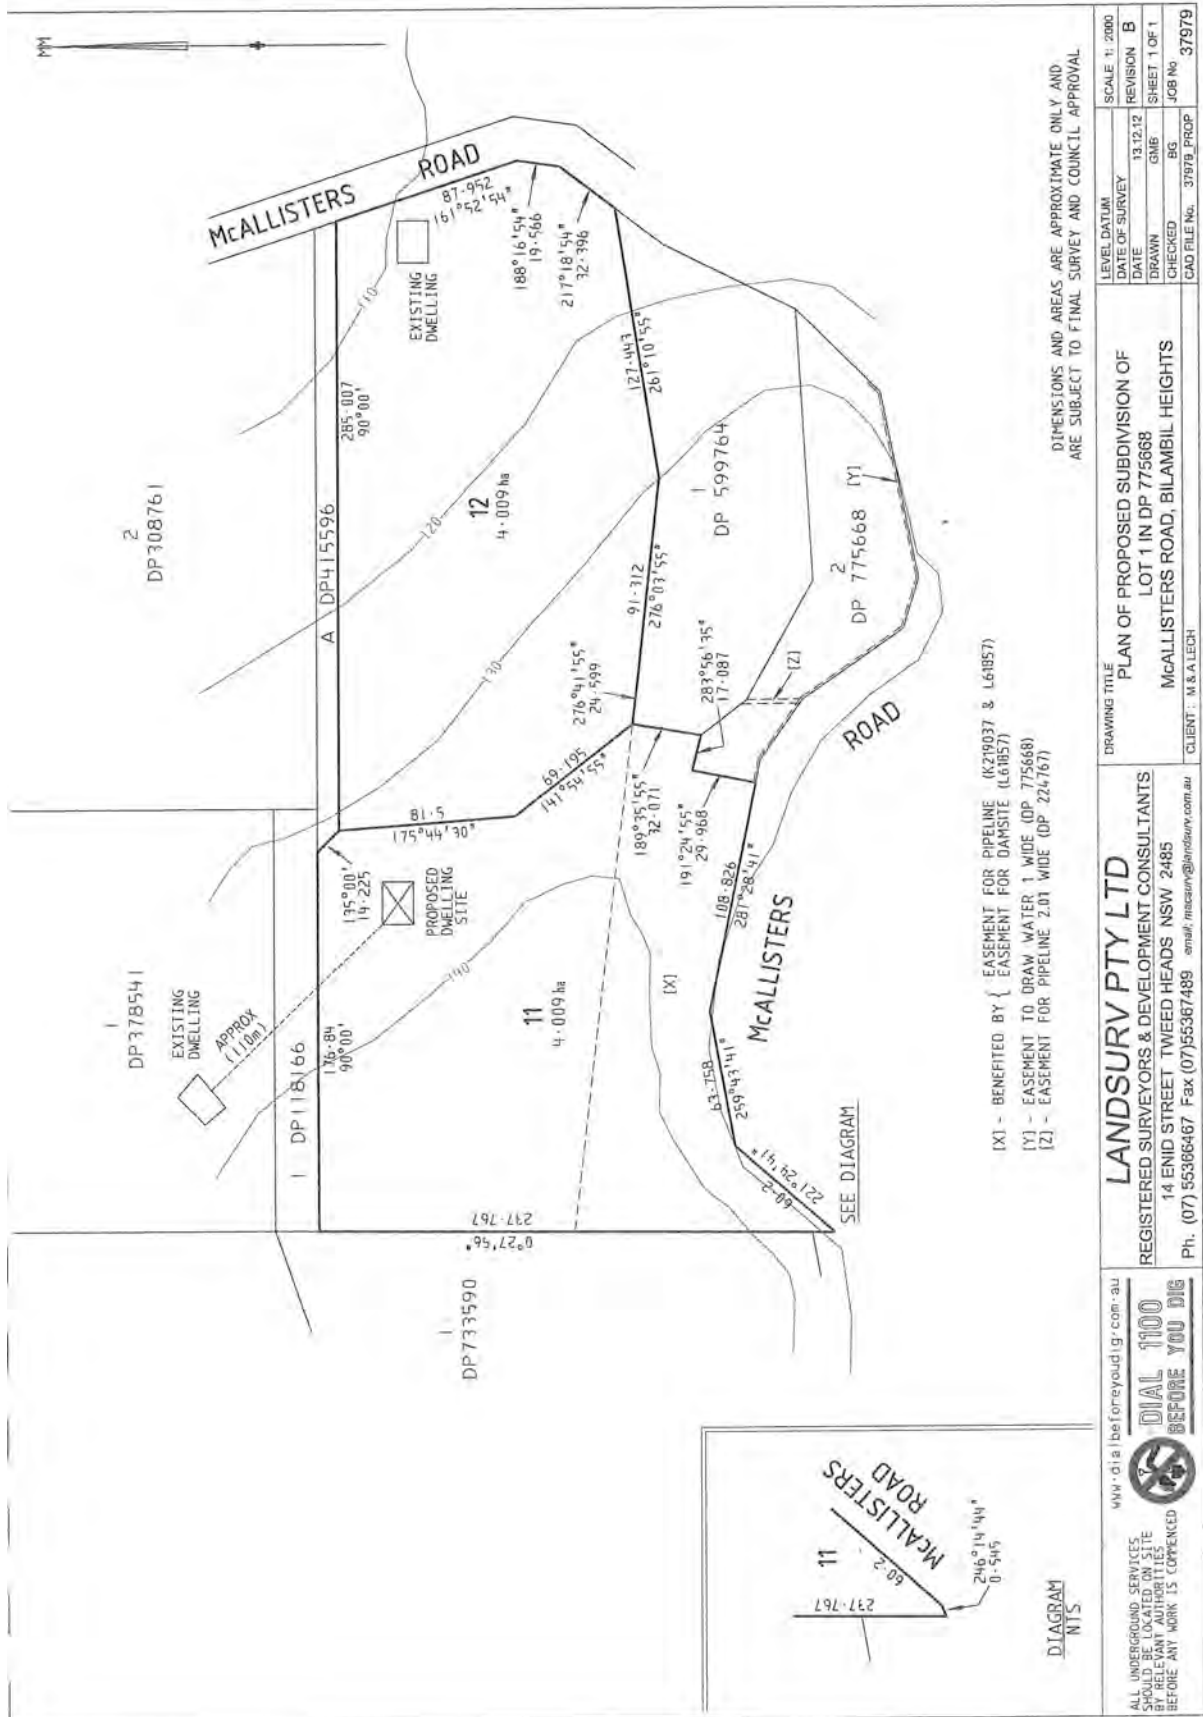 MM
McALLISTERS
ROAD
2
DP308761
1
DP378541
EXISTING
DWELLING
APPROX
(110m)
1 DP118166
A DP415596
285·007
90°00'
176·84
90°00'
135°00'
14·225
PROPOSED
DWELLING
SITE
EXISTING
DWELLING
87·952
161°52'54"
188°16'54"
19·566
217°18'54"
32·396
110
120
130
140
12
4·009ha
11
4·009ha
81·5
175°44'30"
69·195
141°54'55"
127·443
261°10'55"
91·312
276°03'55"
276°41'55"
24·599
189°35'55"
32·071
283°56'35"
17·087
191°24'55"
29·968
108·826
281°28'41"
63·758
259°43'41"
60·2
221°24'41"
237·767
0°27'56"
1
DP733590
1
DP 599764
2
DP 775668
[X]
[Y]
[Z]
McALLISTERS
ROAD
SEE DIAGRAM
[X] - BENEFITED BY { EASEMENT FOR PIPELINE (K219037 & L61857)
EASEMENT FOR DAMSITE (L61857)
[Y] - EASEMENT TO DRAW WATER 1 WIDE (DP 775668)
[Z] - EASEMENT FOR PIPELINE 2.01 WIDE (DP 224767)
DIMENSIONS AND AREAS ARE APPROXIMATE ONLY AND
ARE SUBJECT TO FINAL SURVEY AND COUNCIL APPROVAL
11
237·767
60·2
McALLISTERS
ROAD
246°14'44"
0·545
DIAGRAM
NTS
ALL UNDERGROUND SERVICES
SHOULD BE LOCATED ON SITE
BY RELEVANT AUTHORITIES
BEFORE ANY WORK IS COMMENCED
www·dialbeforeyoudig·com·au
DIAL 1100
BEFORE YOU DIG
LANDSURV PTY LTD
REGISTERED SURVEYORS & DEVELOPMENT CONSULTANTS
14 ENID STREET TWEED HEADS NSW 2485
Ph. (07) 55366467 Fax (07)55367489 email: macsurv@landsurv.com.au
DRAWING TITLE
PLAN OF PROPOSED SUBDIVISION OF
LOT 1 IN DP 775668
McALLISTERS ROAD, BILAMBIL HEIGHTS
CLIENT: M & A LECH
LEVEL DATUM
DATE OF SURVEY
DATE 13.12.12
DRAWN GMB
CHECKED BG
CAD FILE No. 37979_PROP
SCALE 1: 2000
REVISION B
SHEET 1 OF 1
JOB No
37979